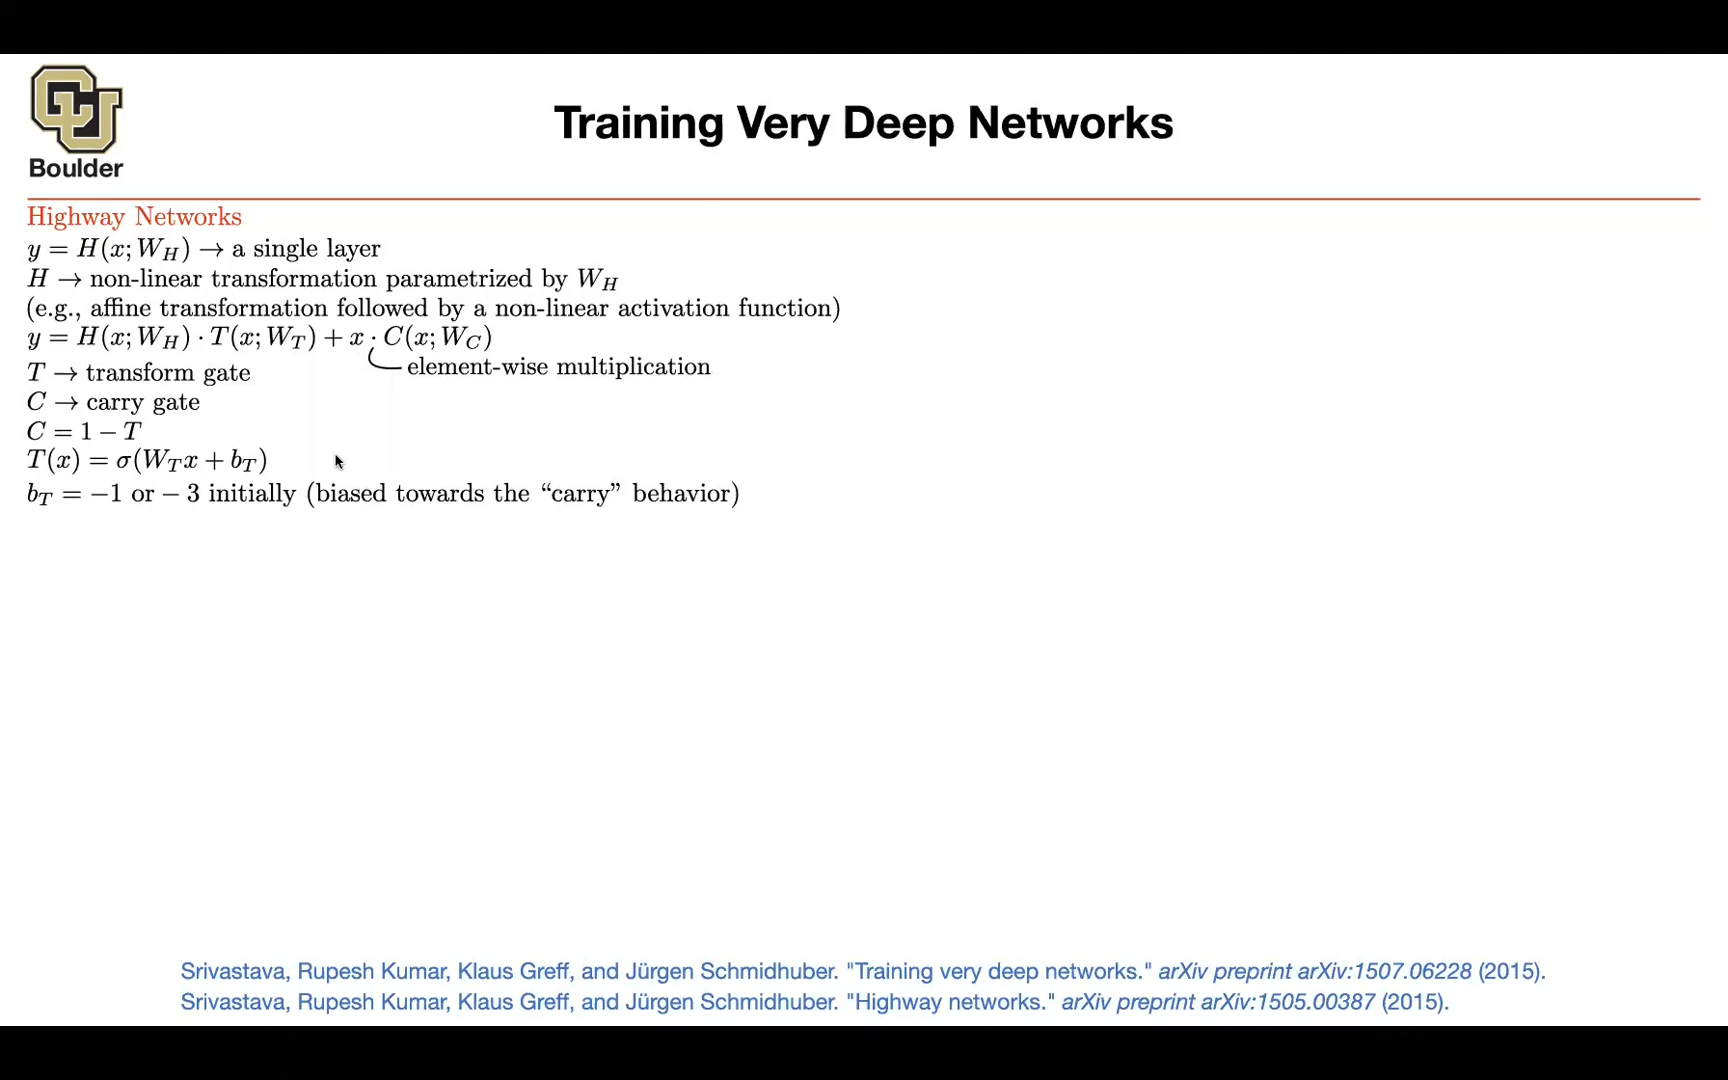 CU
Boulder
Training Very Deep Networks
Highway Networks
y = H(x; W_H) → a single layer
H → non-linear transformation parametrized by W_H
(e.g., affine transformation followed by a non-linear activation function)
y = H(x; W_H) · T(x; W_T) + x · C(x; W_C)
element-wise multiplication
T → transform gate
C → carry gate
C = 1 − T
T(x) = σ(W_T x + b_T)
b_T = −1 or − 3 initially (biased towards the “carry” behavior)
Srivastava, Rupesh Kumar, Klaus Greff, and Jürgen Schmidhuber. "Training very deep networks." arXiv preprint arXiv:1507.06228 (2015).
Srivastava, Rupesh Kumar, Klaus Greff, and Jürgen Schmidhuber. "Highway networks." arXiv preprint arXiv:1505.00387 (2015).